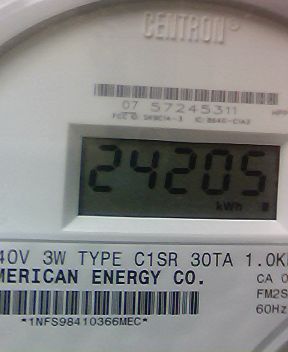 CENTRON®
07 57245311
24205
kWh
40V 3W TYPE C1SR 30TA 1.0K
MERICAN ENERGY CO.
CA 0
FM2S
60Hz
*1NFS98410366MEC*